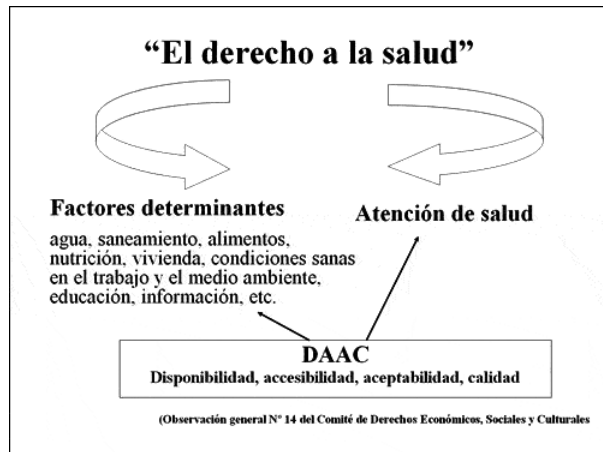 “El derecho a la salud”
Factores determinantes
agua, saneamiento, alimentos,
nutrición, vivienda, condiciones sanas
en el trabajo y el medio ambiente,
educación, información, etc.
Atención de salud
DAAC
Disponibilidad, accesibilidad, aceptabilidad, calidad
(Observación general Nº 14 del Comité de Derechos Económicos, Sociales y Culturales